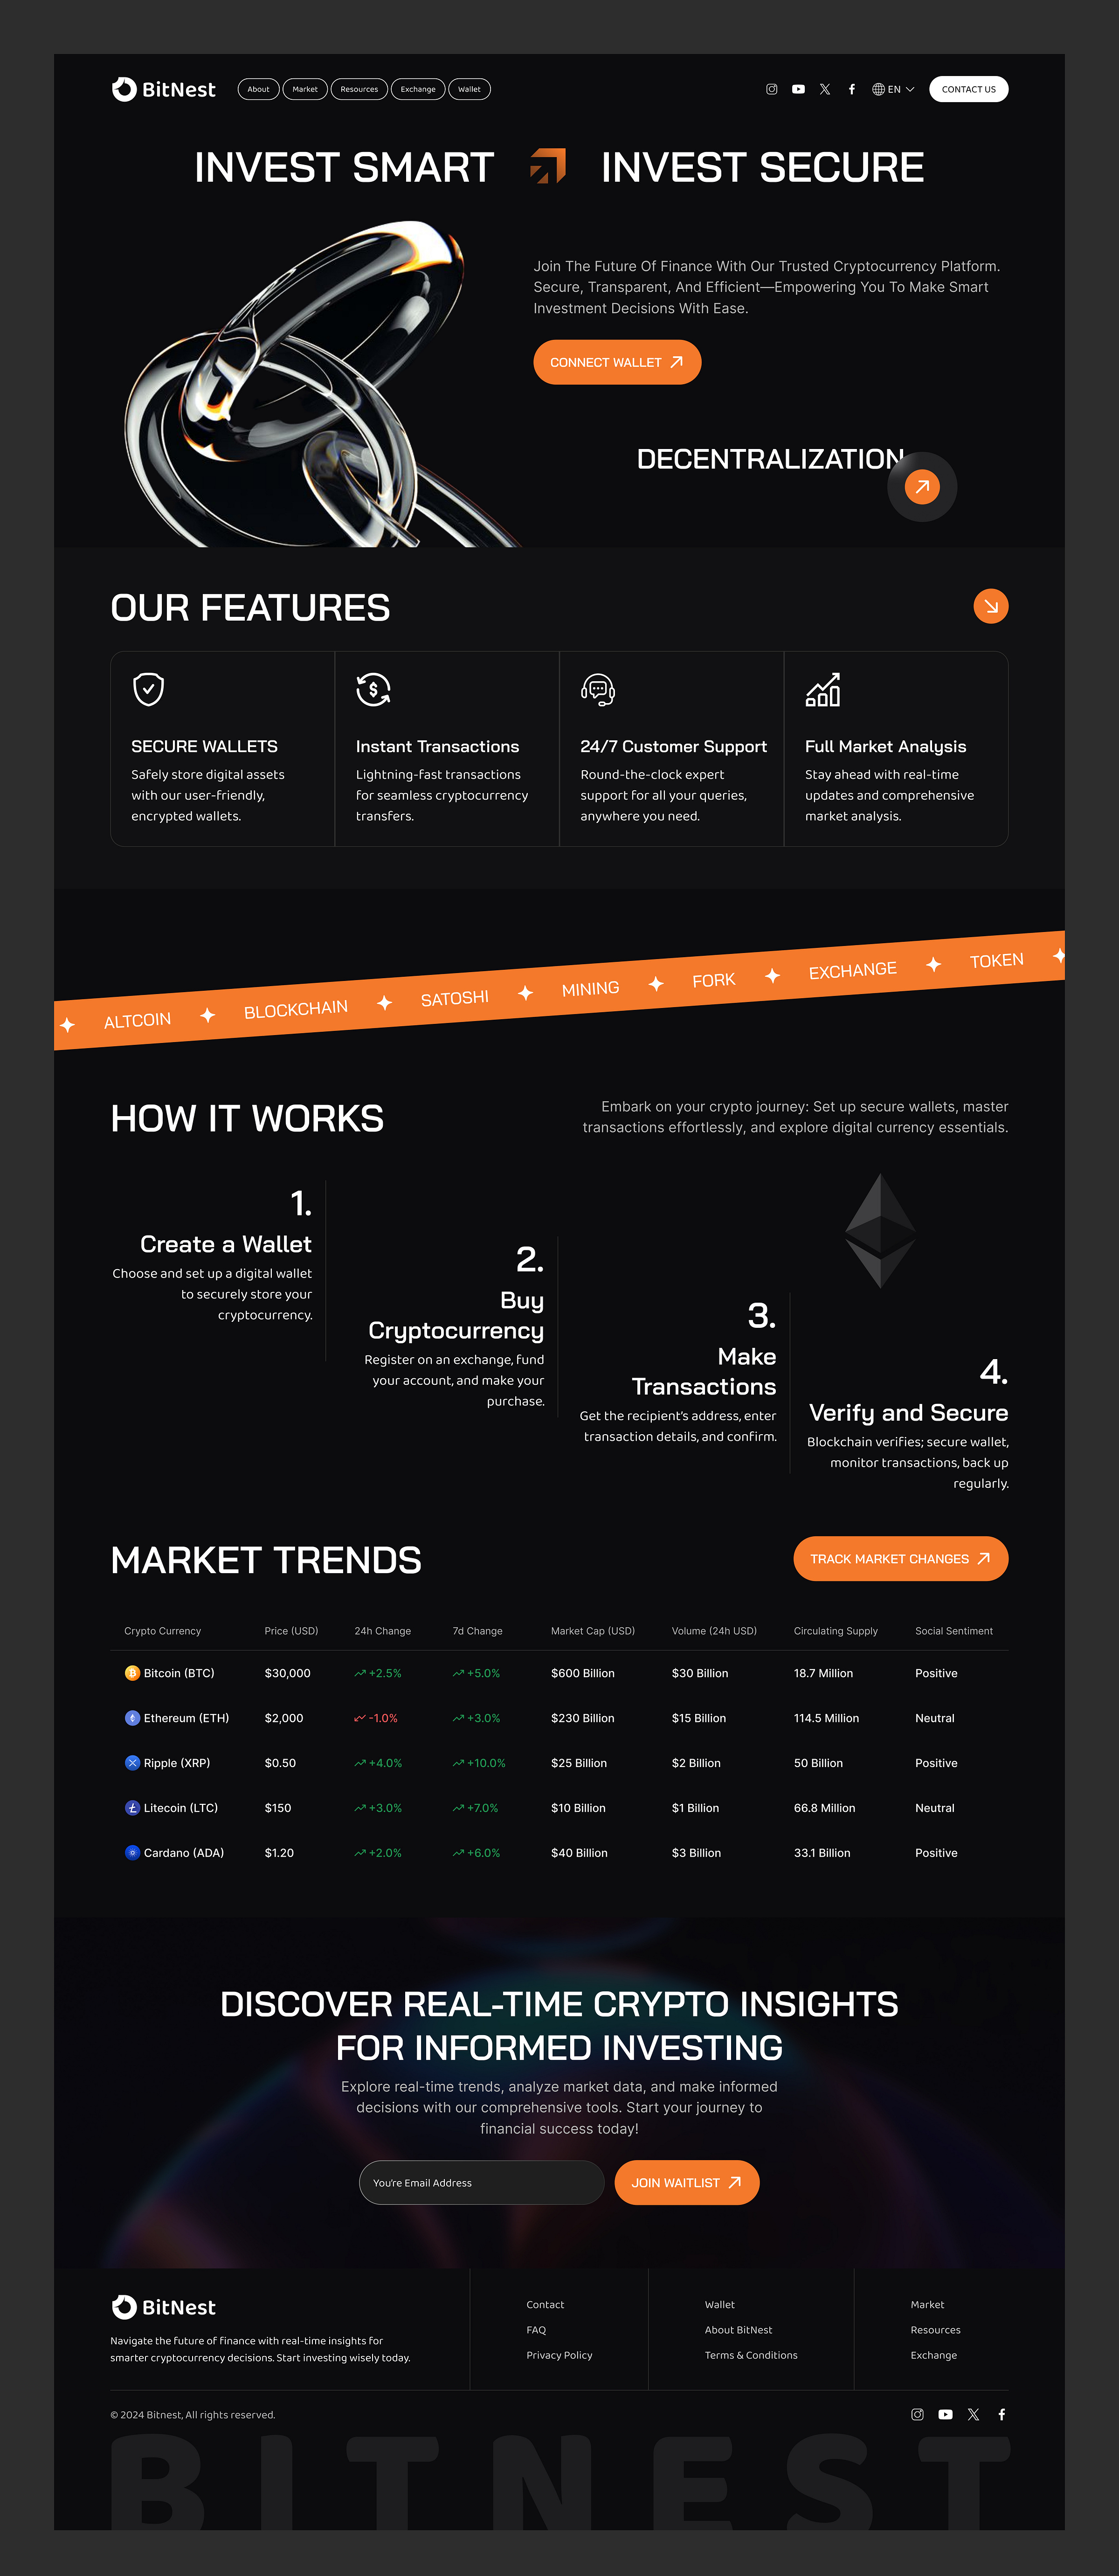 BitNest
About
Market
Resources
Exchange
Wallet
EN
CONTACT US
INVEST SMART
INVEST SECURE
Join The Future Of Finance With Our Trusted Cryptocurrency Platform.
Secure, Transparent, And Efficient—Empowering You To Make Smart
Investment Decisions With Ease.
CONNECT WALLET
DECENTRALIZATION
OUR FEATURES
SECURE WALLETS
Safely store digital assets
with our user-friendly,
encrypted wallets.
Instant Transactions
Lightning-fast transactions
for seamless cryptocurrency
transfers.
24/7 Customer Support
Round-the-clock expert
support for all your queries,
anywhere you need.
Full Market Analysis
Stay ahead with real-time
updates and comprehensive
market analysis.
ALTCOIN BLOCKCHAIN SATOSHI MINING FORK EXCHANGE TOKEN
HOW IT WORKS
Embark on your crypto journey: Set up secure wallets, master
transactions effortlessly, and explore digital currency essentials.
1.
Create a Wallet
Choose and set up a digital wallet
to securely store your
cryptocurrency.
2.
Buy
Cryptocurrency
Register on an exchange, fund
your account, and make your
purchase.
3.
Make
Transactions
Get the recipient's address, enter
transaction details, and confirm.
4.
Verify and Secure
Blockchain verifies; secure wallet,
monitor transactions, back up
regularly.
MARKET TRENDS
TRACK MARKET CHANGES
Crypto Currency Price (USD) 24h Change 7d Change Market Cap (USD) Volume (24h USD) Circulating Supply Social Sentiment
Bitcoin (BTC) $30,000 +2.5% +5.0% $600 Billion $30 Billion 18.7 Million Positive
Ethereum (ETH) $2,000 -1.0% +3.0% $230 Billion $15 Billion 114.5 Million Neutral
Ripple (XRP) $0.50 +4.0% +10.0% $25 Billion $2 Billion 50 Billion Positive
Litecoin (LTC) $150 +3.0% +7.0% $10 Billion $1 Billion 66.8 Million Neutral
Cardano (ADA) $1.20 +2.0% +6.0% $40 Billion $3 Billion 33.1 Billion Positive
DISCOVER REAL-TIME CRYPTO INSIGHTS
FOR INFORMED INVESTING
Explore real-time trends, analyze market data, and make informed
decisions with our comprehensive tools. Start your journey to
financial success today!
You're Email Address
JOIN WAITLIST
BitNest
Navigate the future of finance with real-time insights for
smarter cryptocurrency decisions. Start investing wisely today.
Contact
FAQ
Privacy Policy
Wallet
About BitNest
Terms & Conditions
Market
Resources
Exchange
© 2024 Bitnest, All rights reserved.
BITNEST